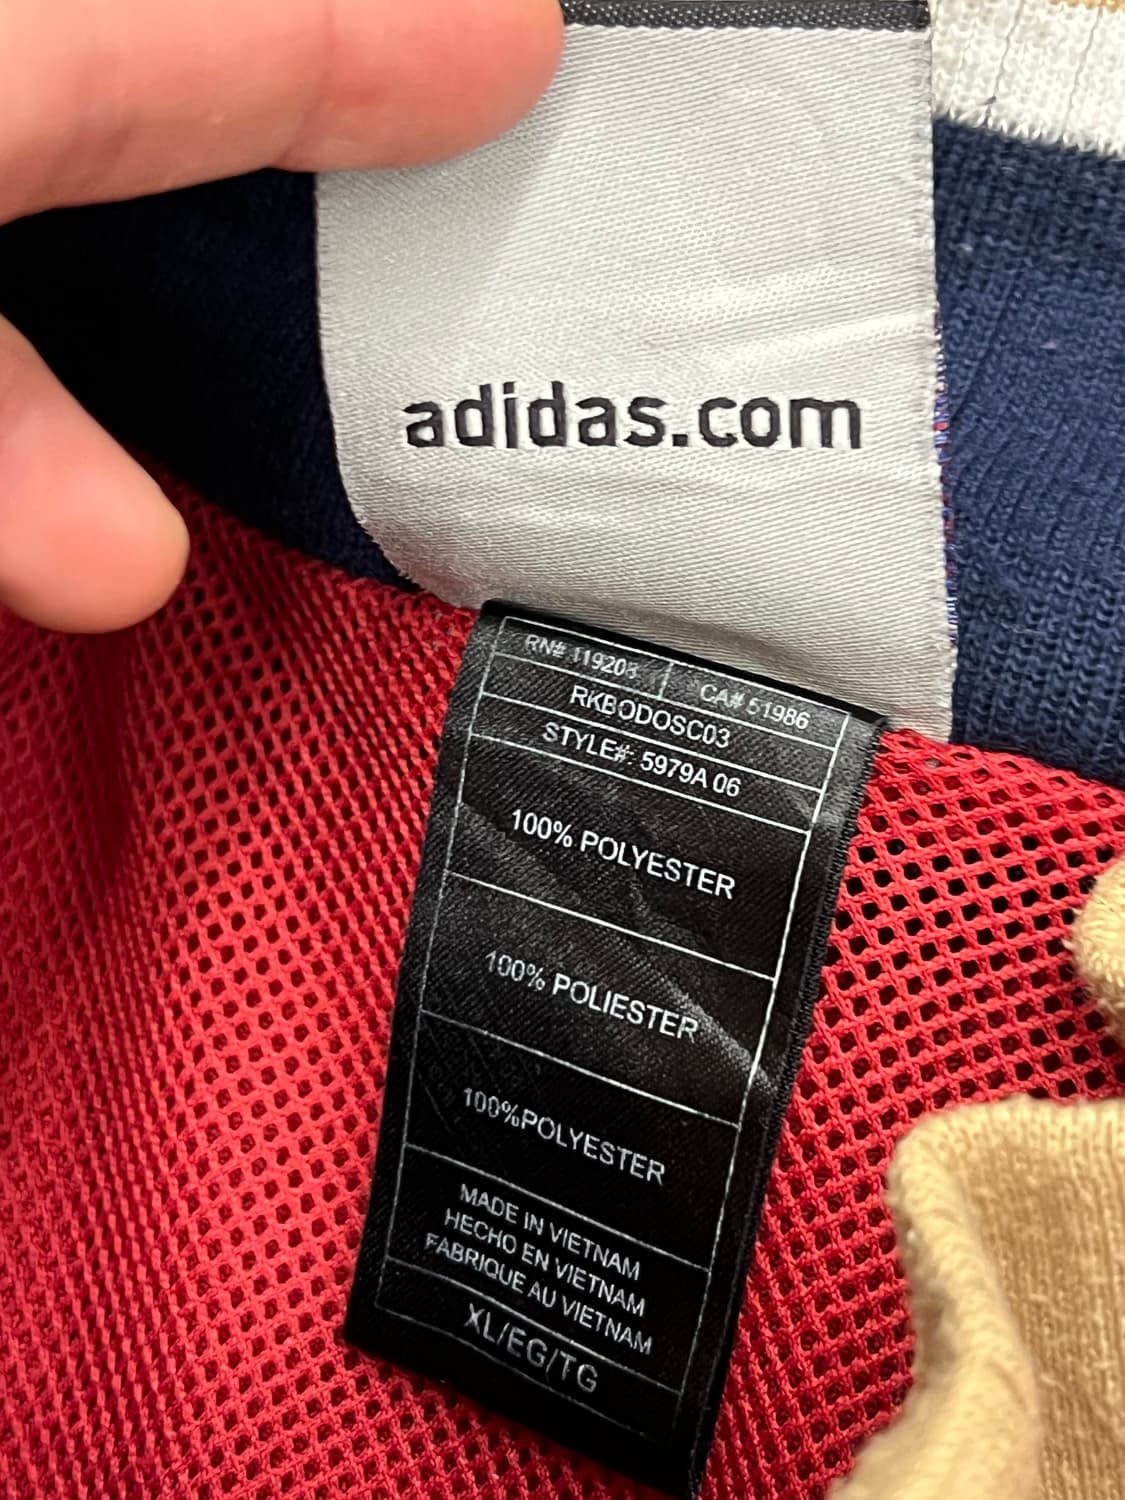 adidas.com
RN# 119205 CA# 51986
RKBODOSC03
STYLE#: 5979A 06
100% POLYESTER
100% POLIESTER
100%POLYESTER
MADE IN VIETNAM
HECHO EN VIETNAM
FABRIQUE AU VIETNAM
XL/EG/TG